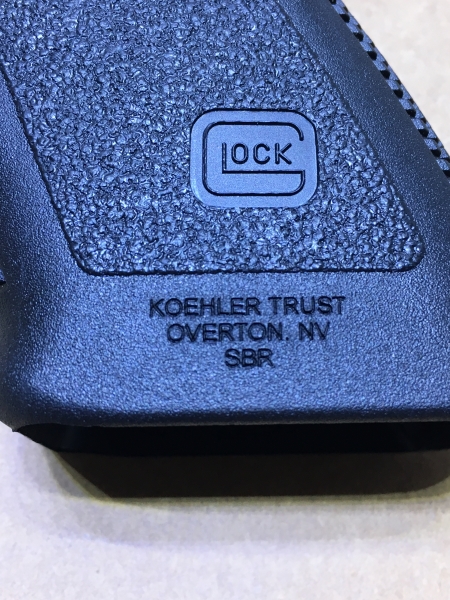 GLOCK
KOEHLER TRUST
OVERTON. NV
SBR